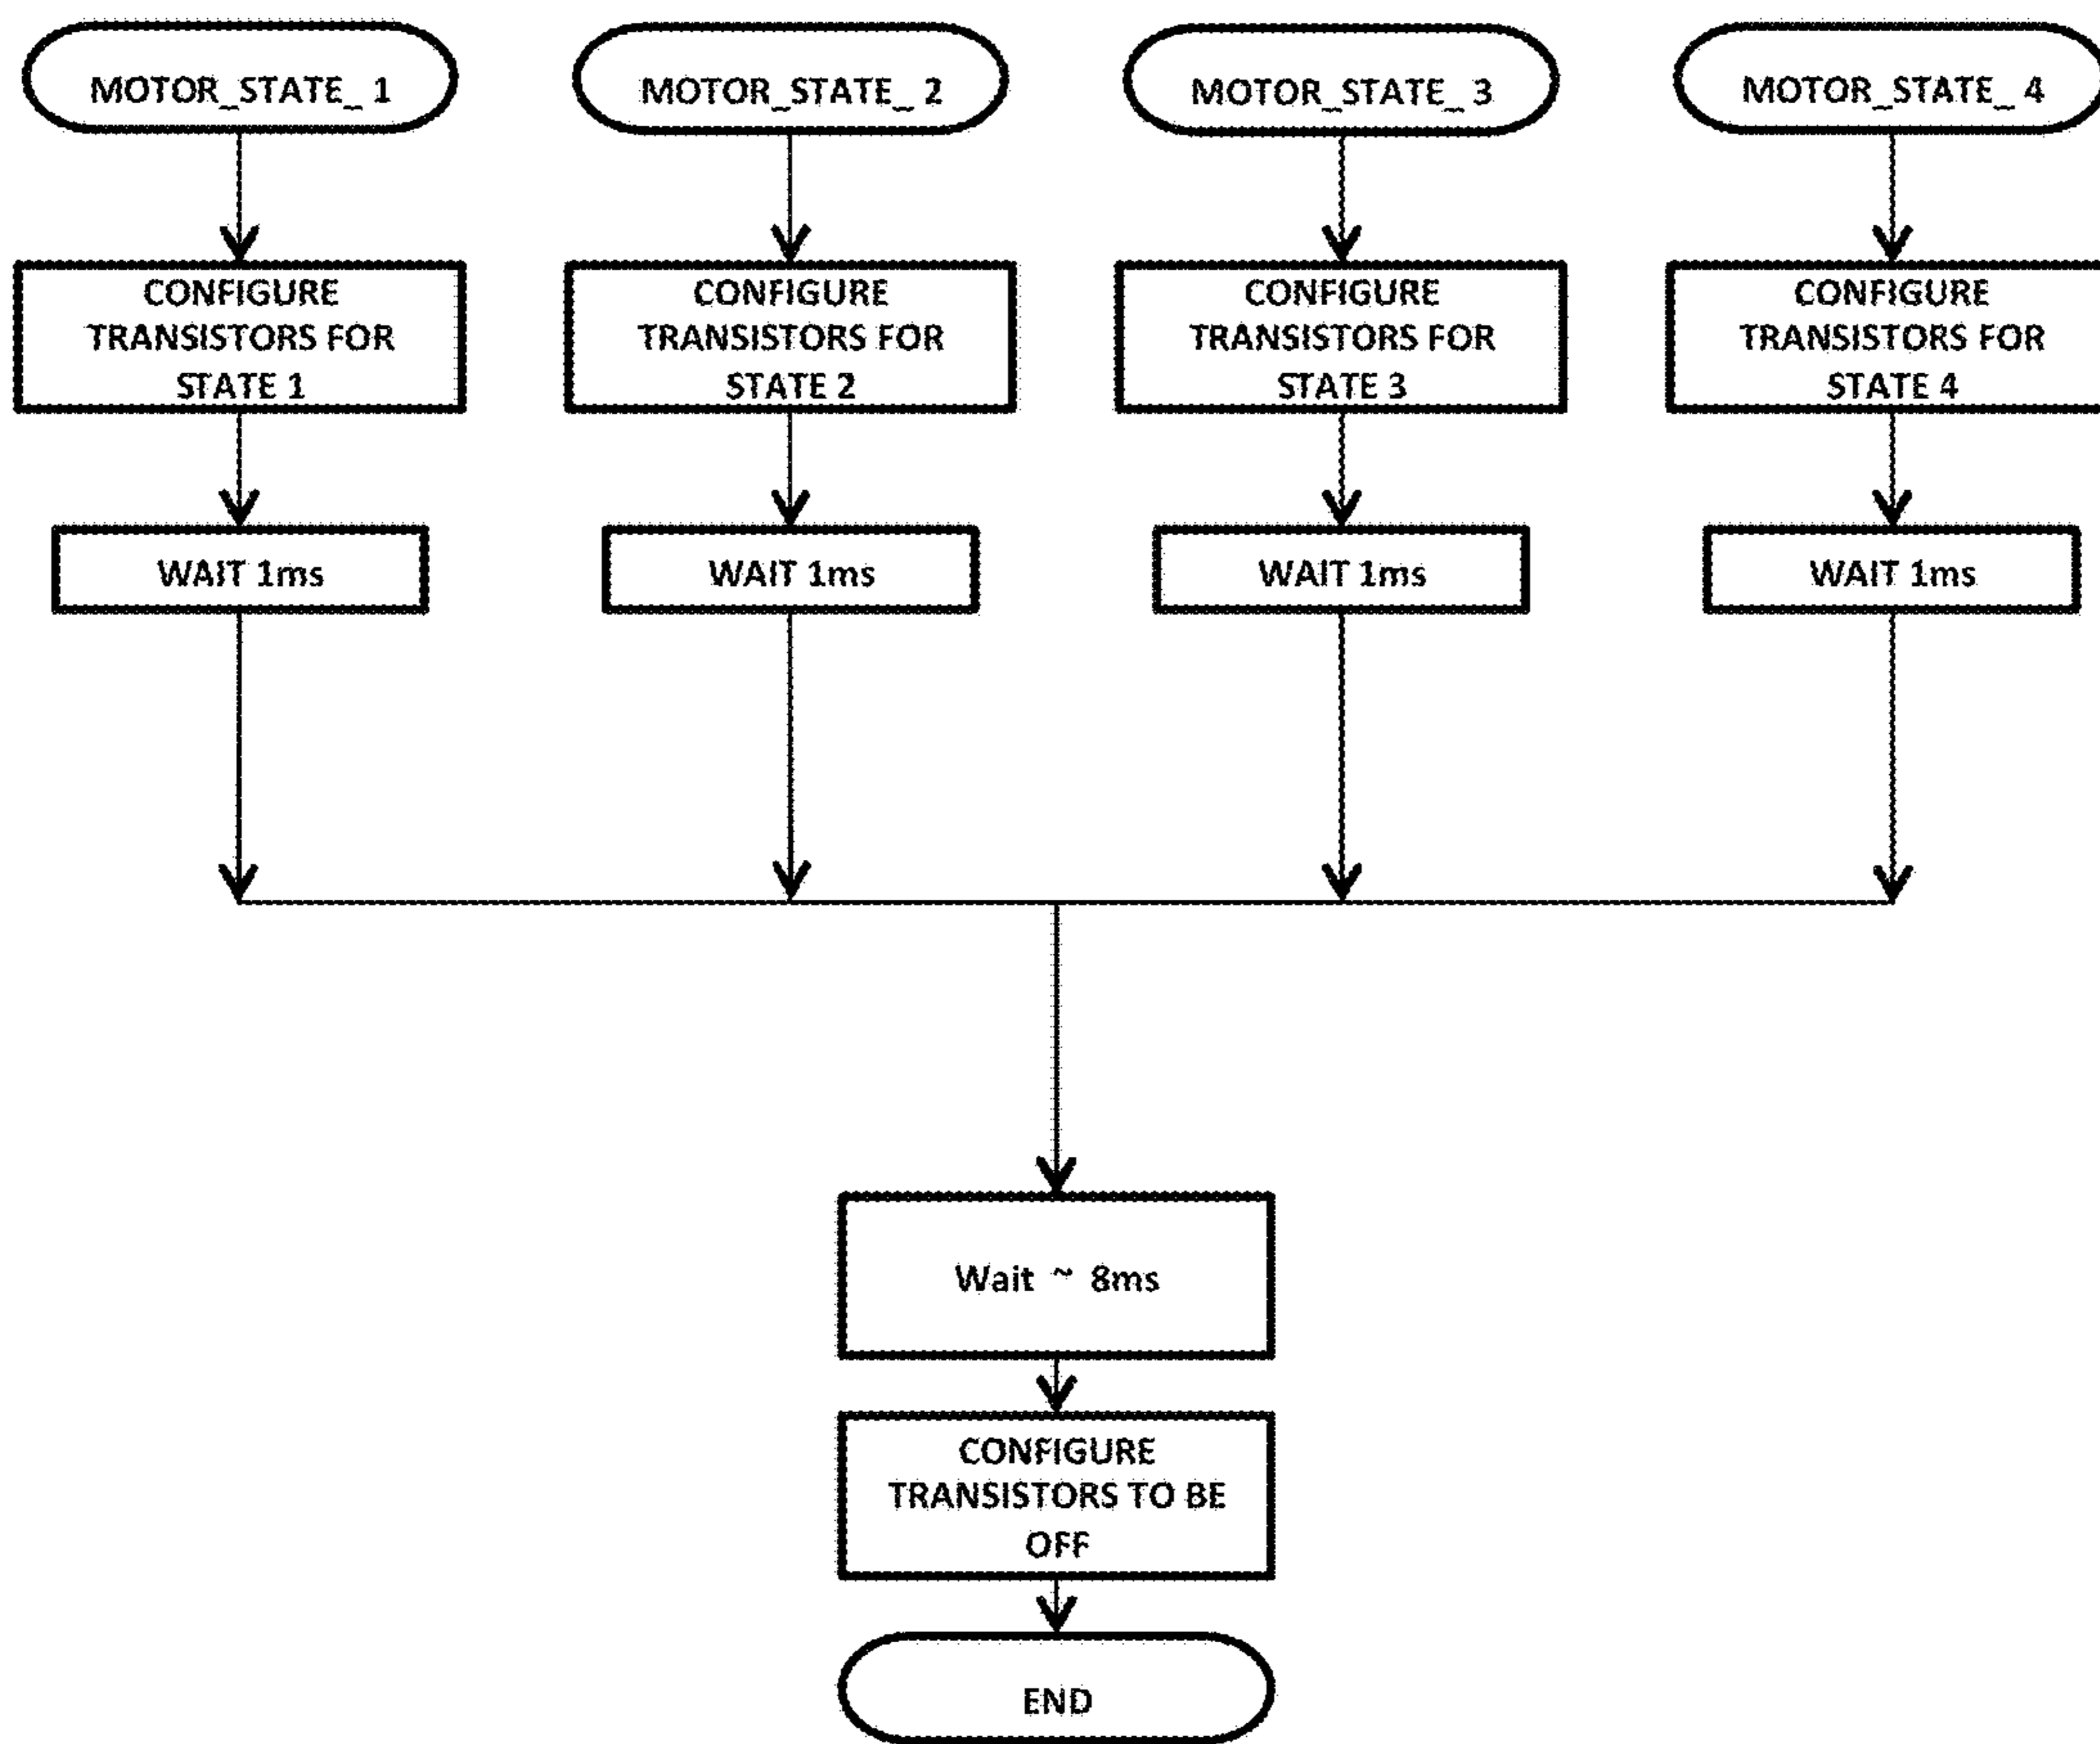 MOTOR_STATE_ 1
MOTOR_STATE_ 2
MOTOR_STATE_ 3
MOTOR_STATE_ 4
CONFIGURE
TRANSISTORS FOR
STATE 1
CONFIGURE
TRANSISTORS FOR
STATE 2
CONFIGURE
TRANSISTORS FOR
STATE 3
CONFIGURE
TRANSISTORS FOR
STATE 4
WAIT 1ms
WAIT 1ms
WAIT 1ms
WAIT 1ms
Wait ~ 8ms
CONFIGURE
TRANSISTORS TO BE
OFF
END